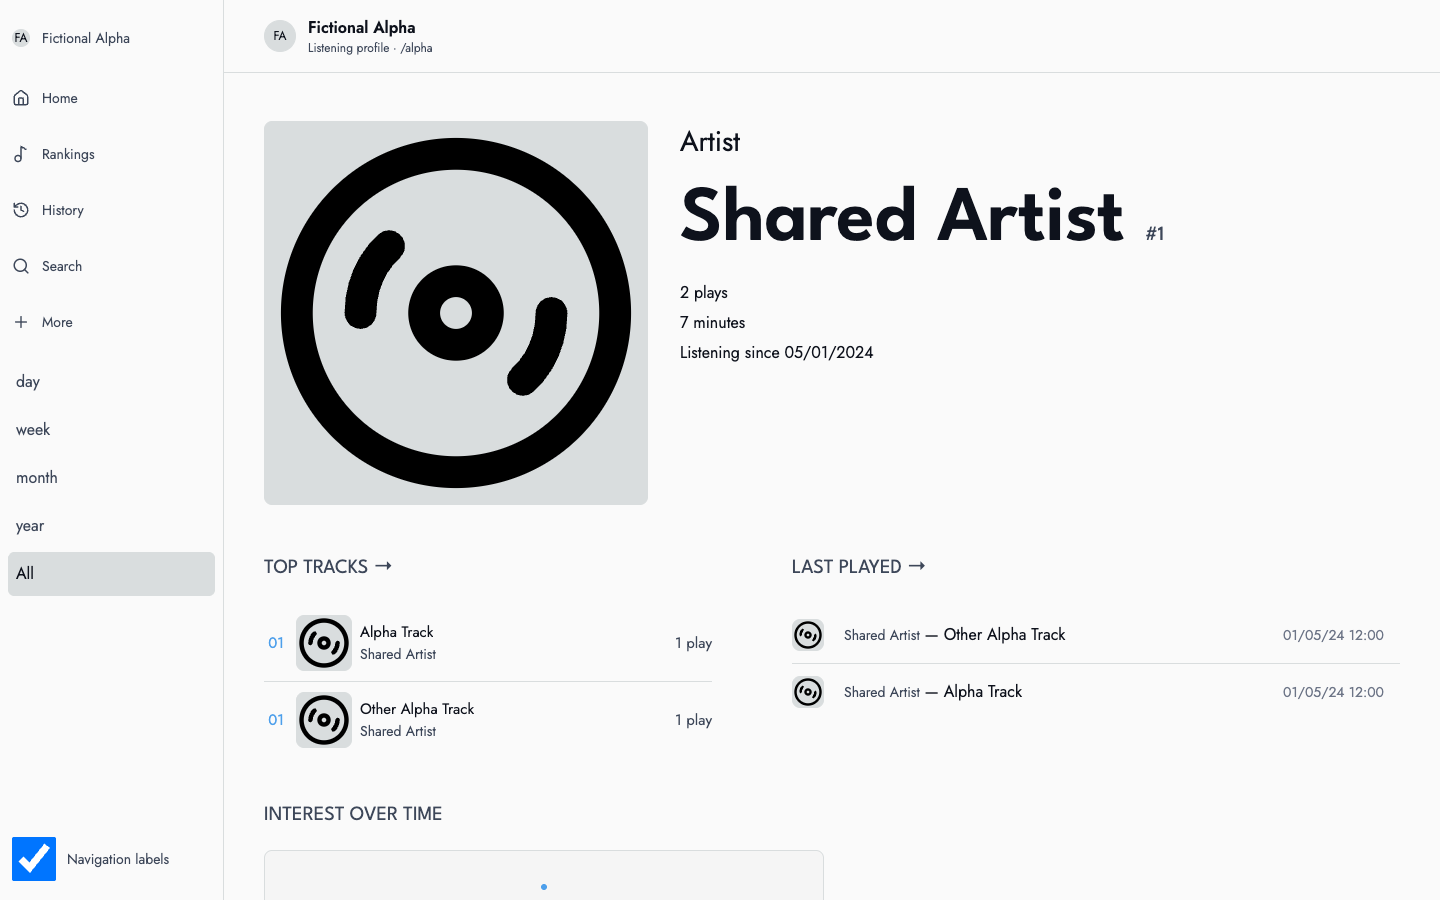 FA Fictional Alpha
Home
Rankings
History
Search
More
day
week
month
year
All
Navigation labels
FA
Fictional Alpha
Listening profile · /alpha
Artist
Shared Artist #1
2 plays
7 minutes
Listening since 05/01/2024
TOP TRACKS →
01
Alpha Track
Shared Artist
1 play
01
Other Alpha Track
Shared Artist
1 play
LAST PLAYED →
Shared Artist — Other Alpha Track 01/05/24 12:00
Shared Artist — Alpha Track 01/05/24 12:00
INTEREST OVER TIME